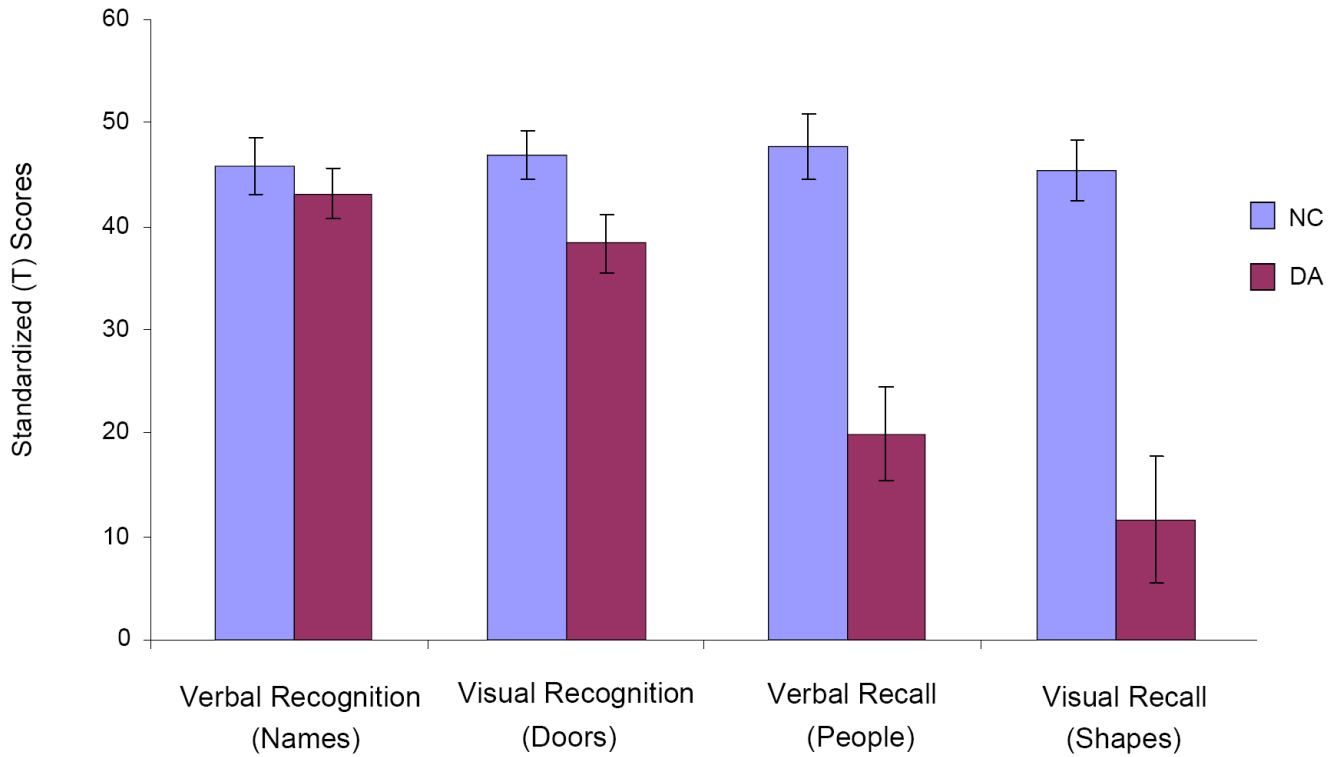 60
50
40
30
20
10
0
Standardized (T) Scores
NC
DA
Verbal Recognition
(Names)
Visual Recognition
(Doors)
Verbal Recall
(People)
Visual Recall
(Shapes)